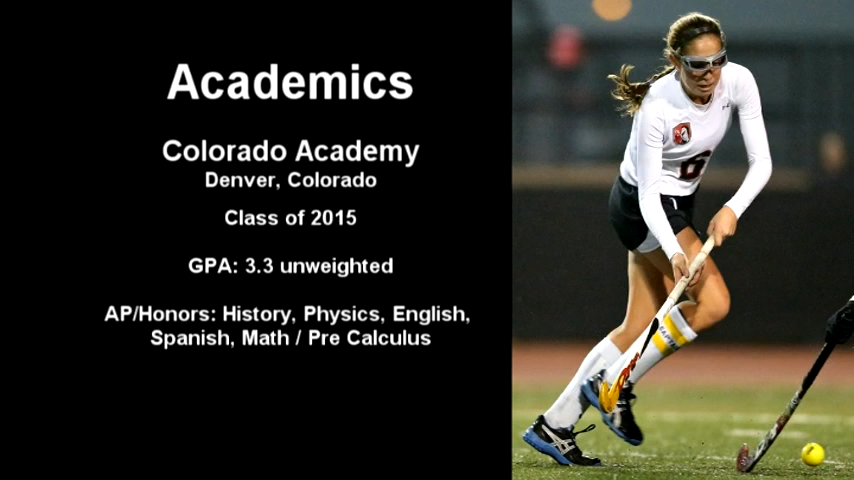 Academics
Colorado Academy
Denver, Colorado
Class of 2015
GPA: 3.3 unweighted
AP/Honors: History, Physics, English,
Spanish, Math / Pre Calculus
6